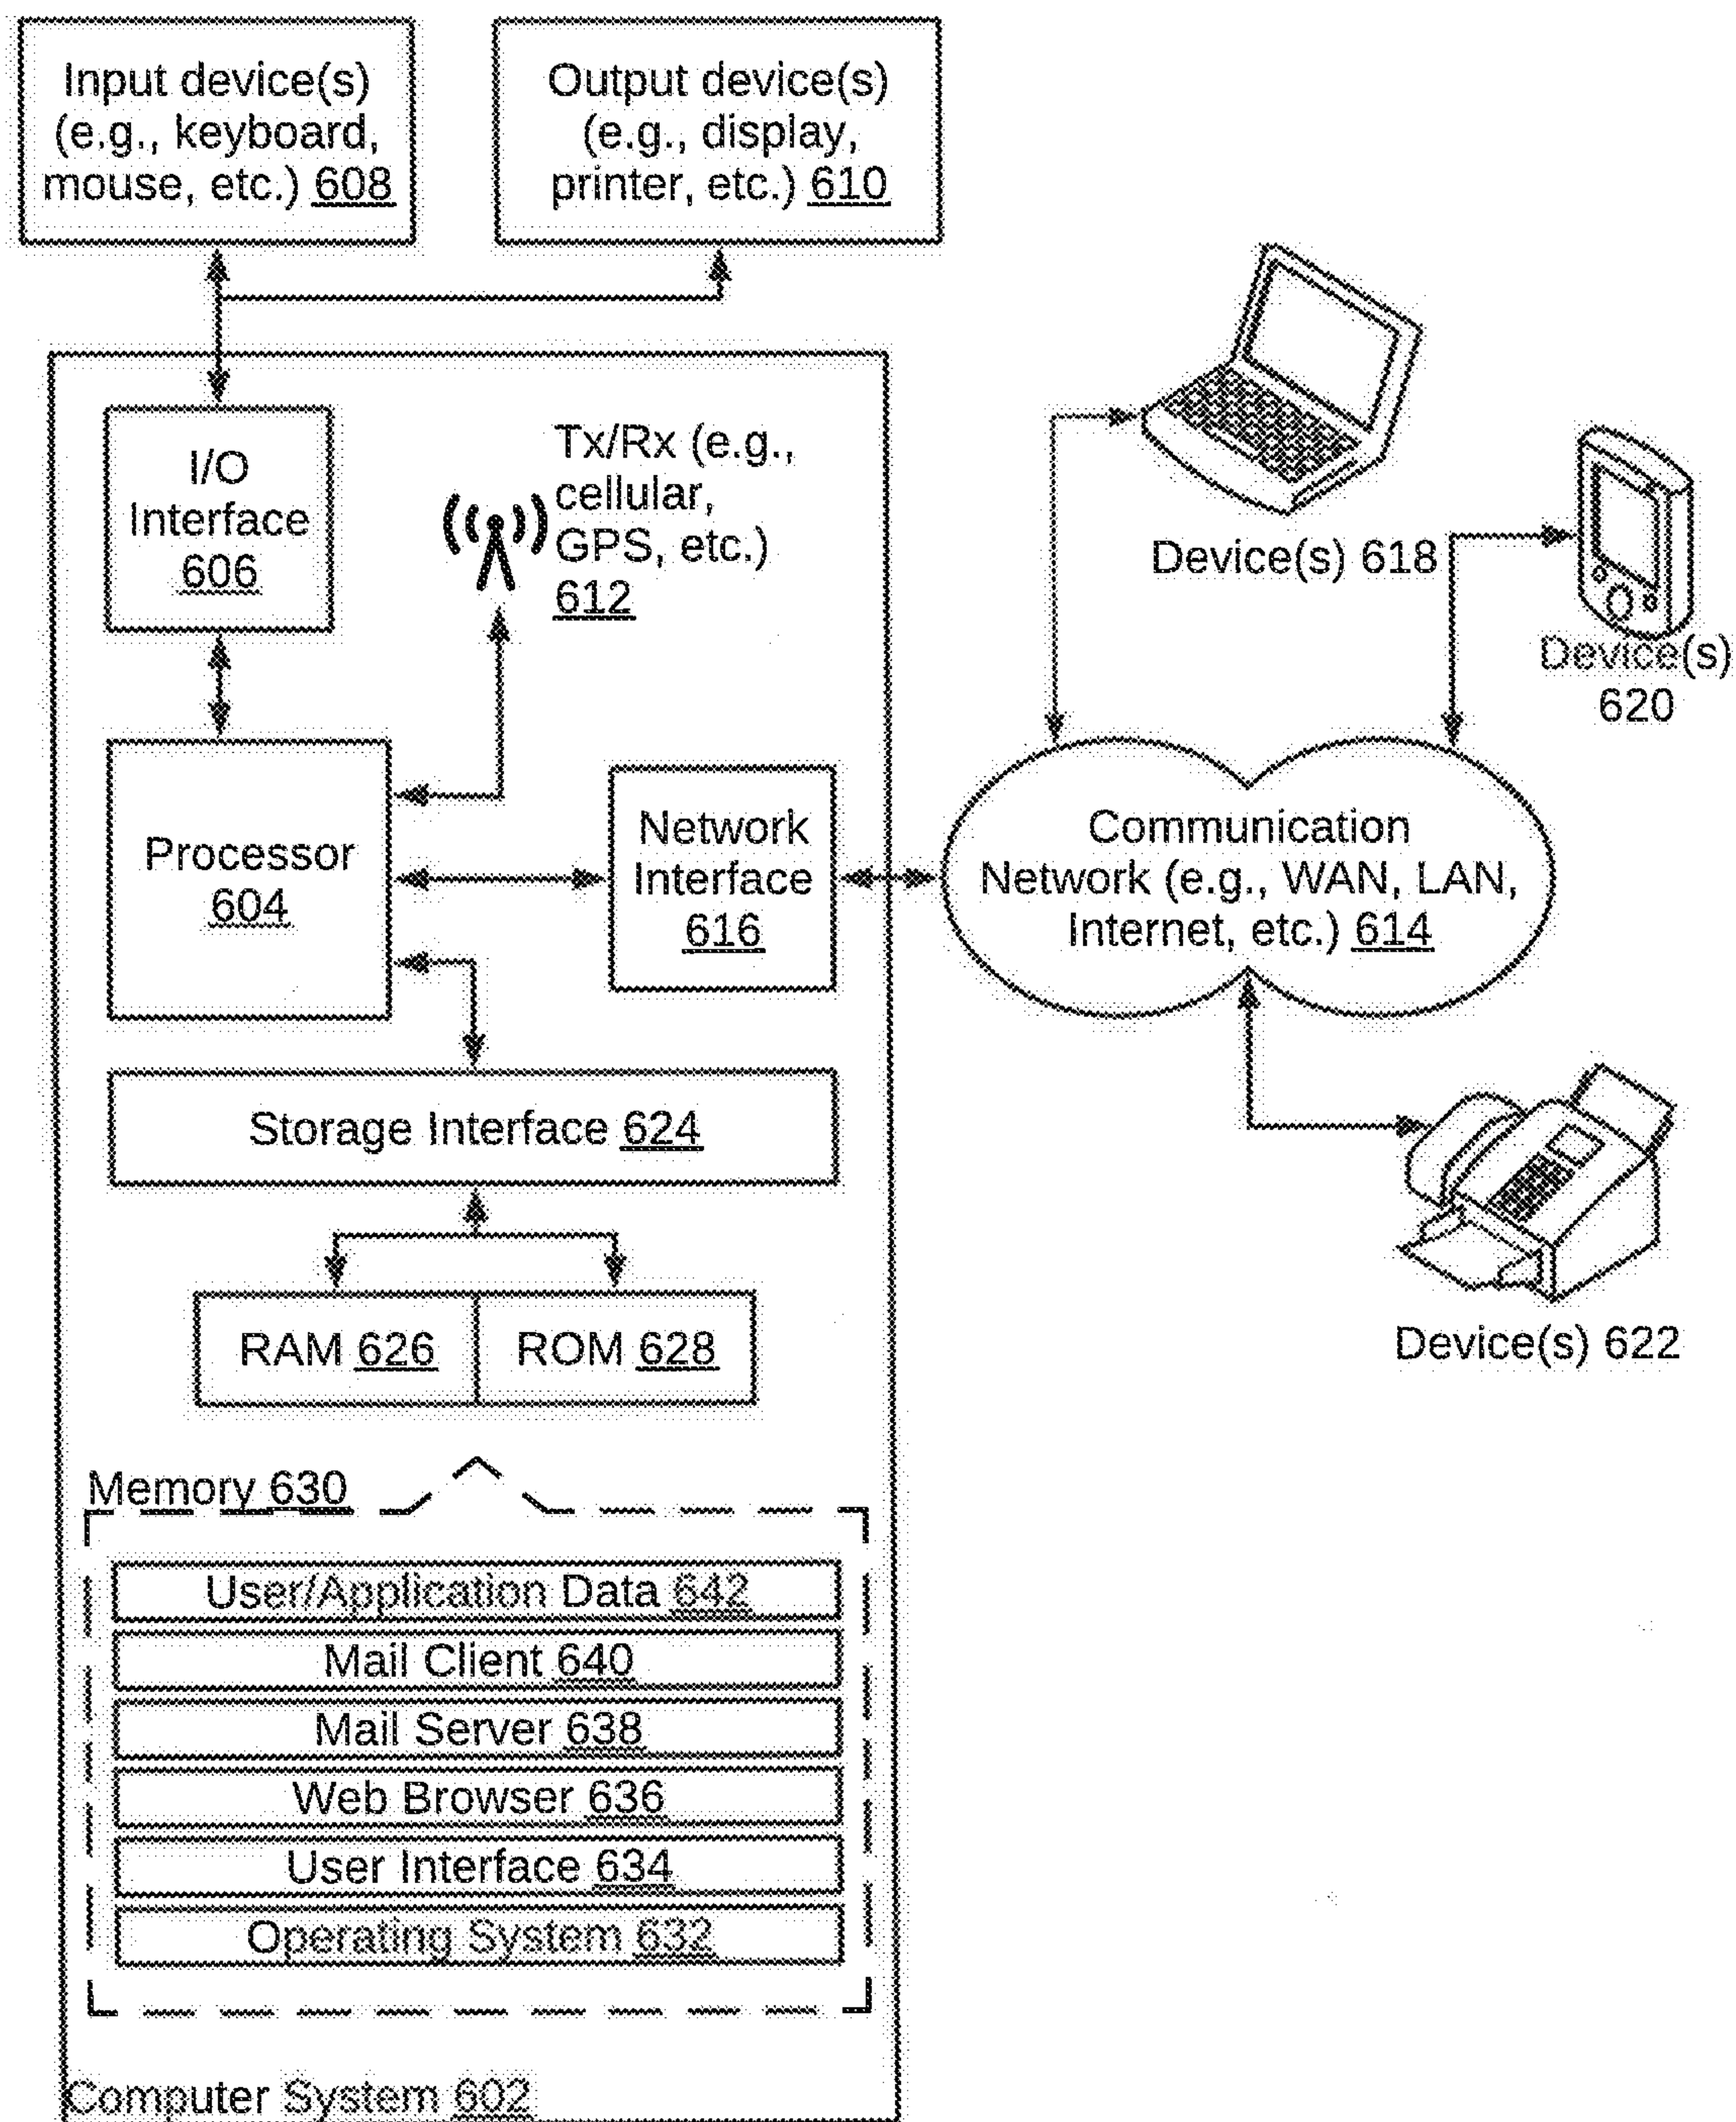 Input device(s)
(e.g., keyboard,
mouse, etc.) 608
Output device(s)
(e.g., display,
printer, etc.) 610
I/O
Interface
606
Tx/Rx (e.g.,
cellular,
GPS, etc.)
612
Device(s) 618
Device(s)
620
Processor
604
Network
Interface
616
Communication
Network (e.g., WAN, LAN,
Internet, etc.) 614
Storage Interface 624
RAM 626
ROM 628
Device(s) 622
Memory 630
User/Application Data 642
Mail Client 640
Mail Server 638
Web Browser 636
User Interface 634
Operating System 632
Computer System 602